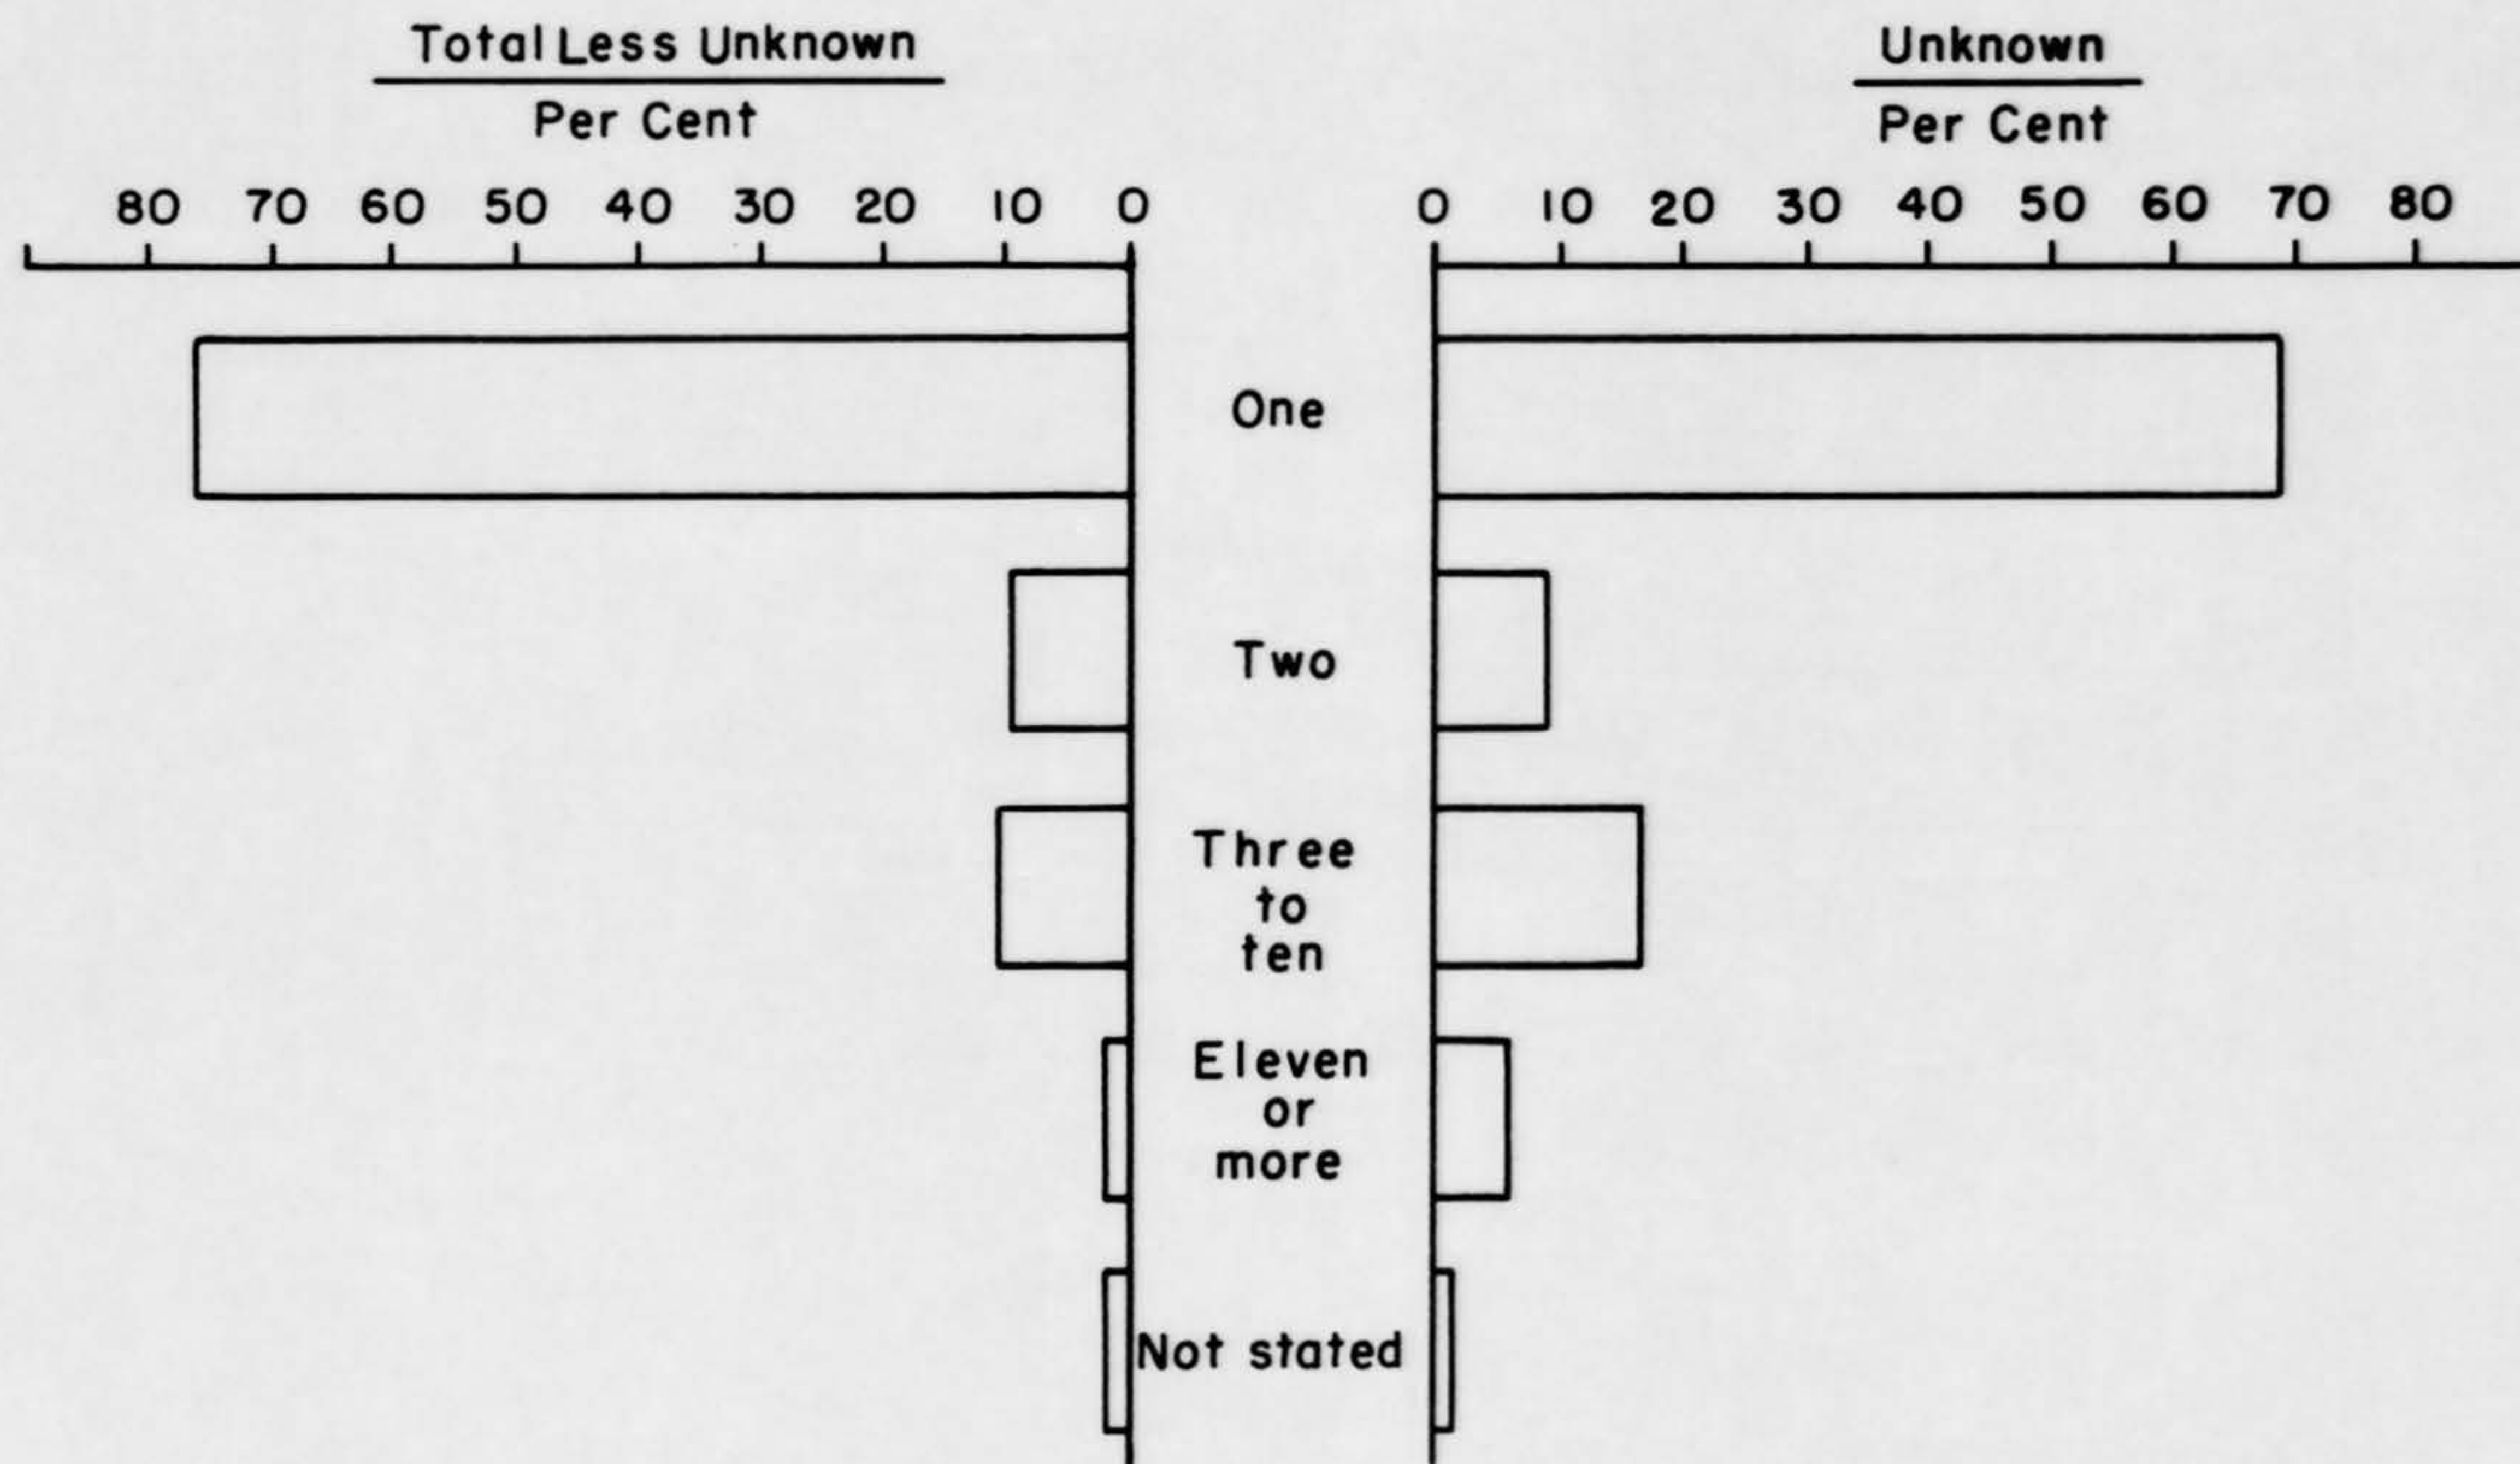 Total Less Unknown
Per Cent
80 70 60 50 40 30 20 10 0
Unknown
Per Cent
0 10 20 30 40 50 60 70 80
One
Two
Three
to
ten
Eleven
or
more
Not stated